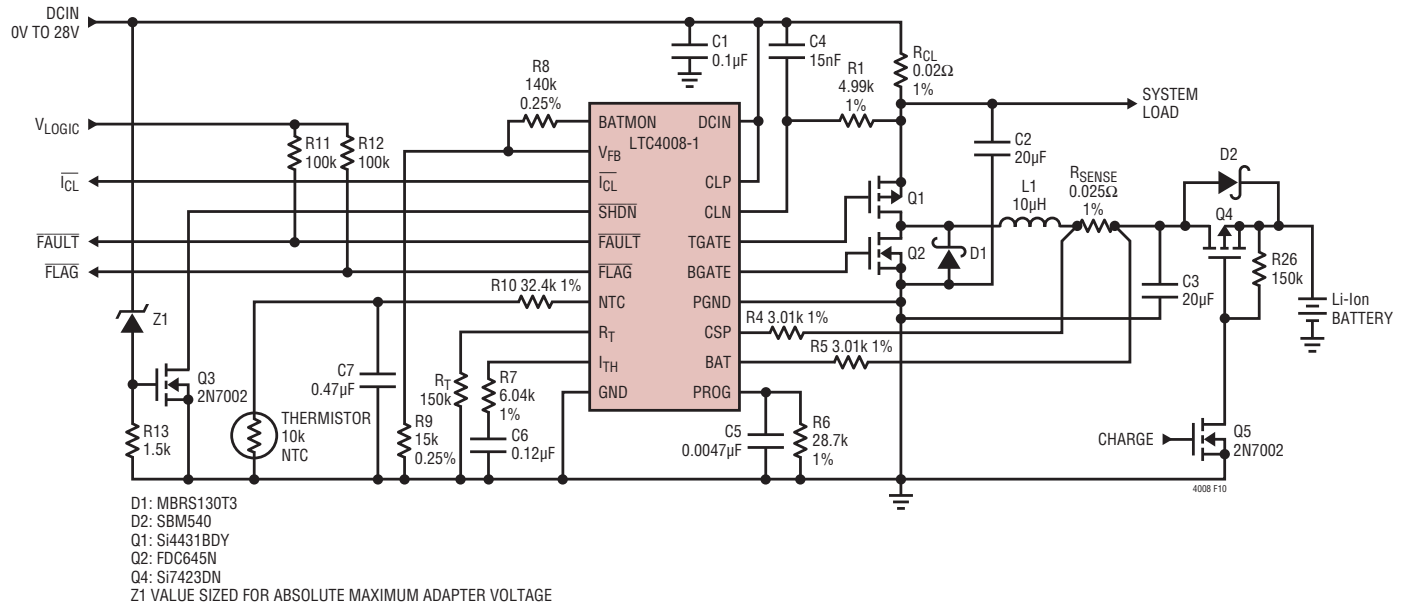 DCIN
0V TO 28V
C1
0.1µF
C4
15nF
R1
4.99k
1%
RCL
0.02Ω
1%
SYSTEM
LOAD
R8
140k
0.25%
VLOGIC
R11
100k
R12
100k
BATMON
DCIN
LTC4008-1
VFB
ICL
CLP
SHDN
CLN
FAULT
TGATE
FLAG
BGATE
NTC
PGND
RT
CSP
ITH
BAT
GND
PROG
ICL
FAULT
FLAG
C2
20µF
Q1
Q2
D1
L1
10µH
RSENSE
0.025Ω
1%
D2
Q4
R26
150k
C3
20µF
Li-Ion
BATTERY
R10 32.4k 1%
R4 3.01k 1%
R5 3.01k 1%
Z1
Q3
2N7002
R13
1.5k
C7
0.47µF
THERMISTOR
10k
NTC
RT
150k
R9
15k
0.25%
R7
6.04k
1%
C6
0.12µF
C5
0.0047µF
R6
28.7k
1%
CHARGE
Q5
2N7002
4008 F10
D1: MBRS130T3
D2: SBM540
Q1: Si4431BDY
Q2: FDC645N
Q4: Si7423DN
Z1 VALUE SIZED FOR ABSOLUTE MAXIMUM ADAPTER VOLTAGE